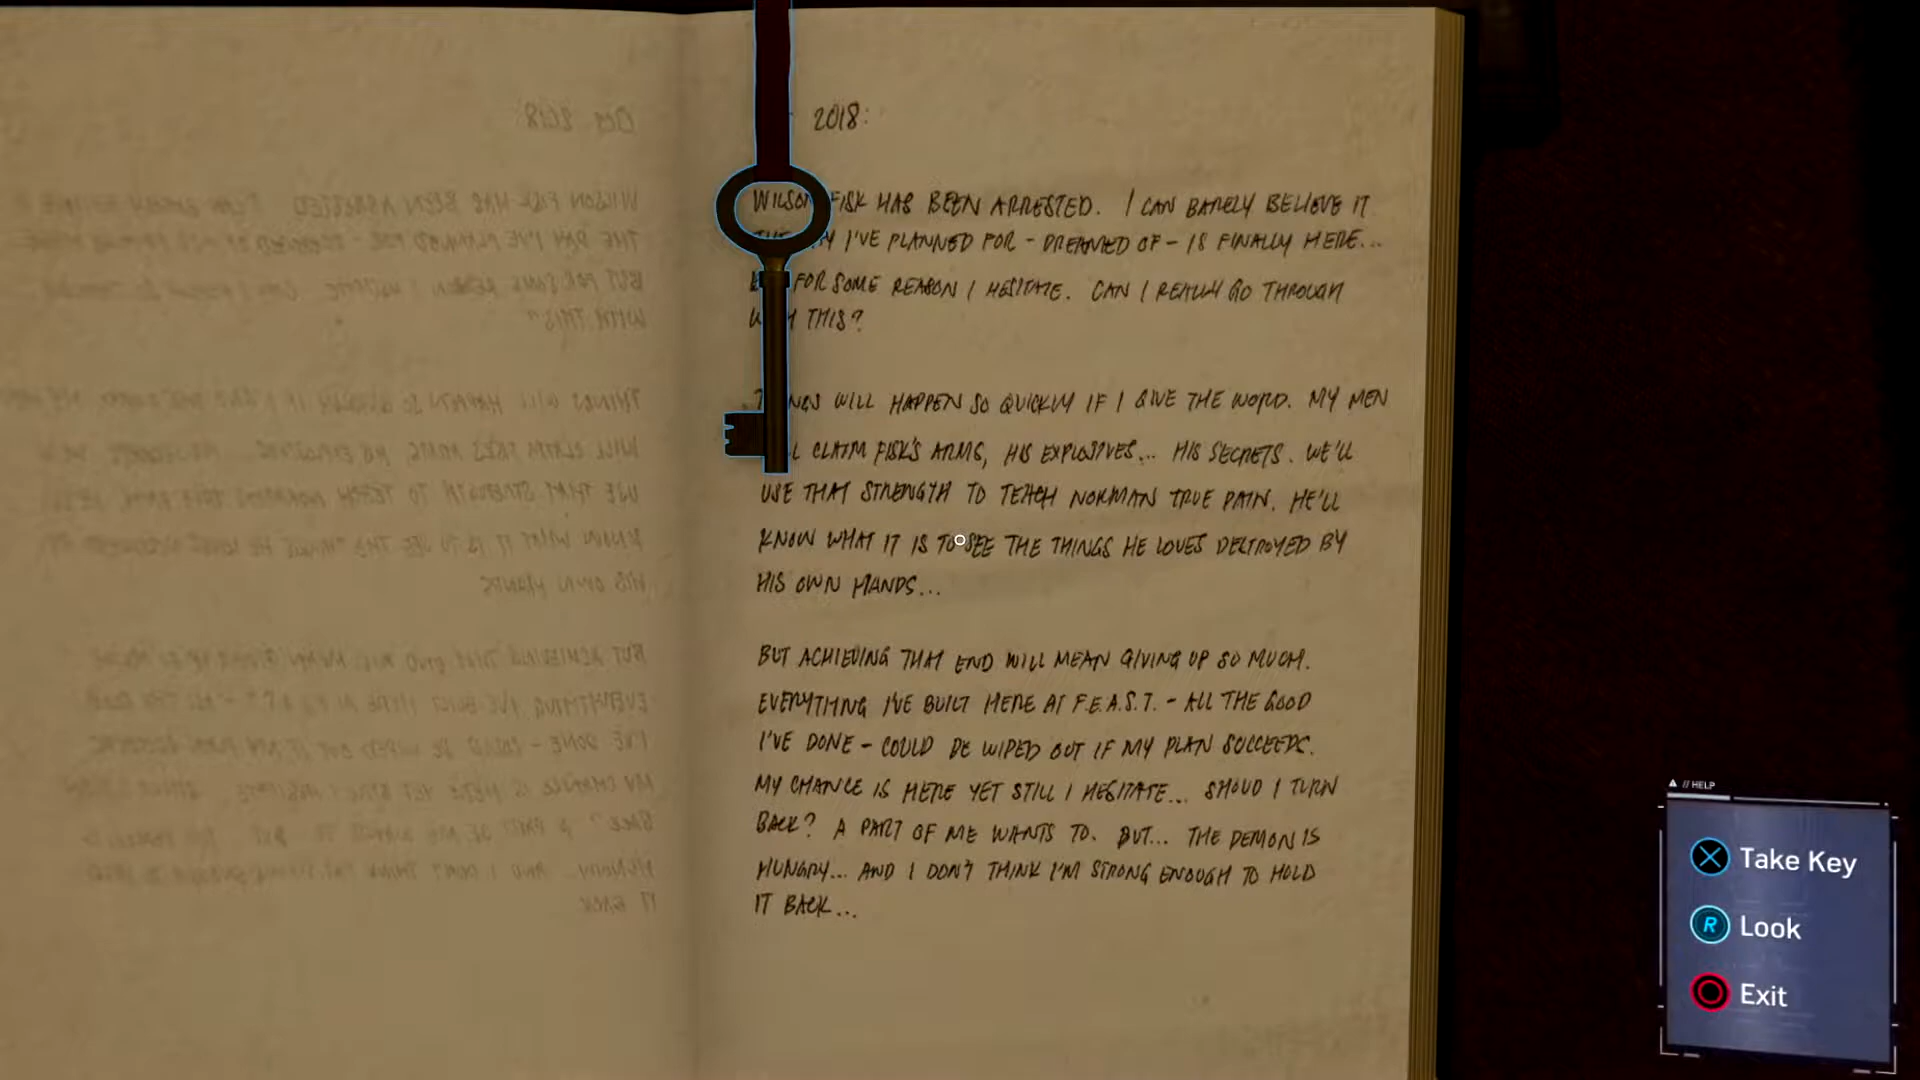 2018:
WILSON FISK HAS BEEN ARRESTED. I CAN BARELY BELIEVE IT
I'VE PLANNED FOR - DREAMED OF - IS FINALLY HERE...
FOR SOME REASON I HESITATE. CAN I REALLY GO THROUGH
THIS?
WILL HAPPEN SO QUICKLY IF I GIVE THE WORD. MY MEN
CLAIM FISK'S ARMS, HIS EXPLOSIVES... HIS SECRETS. WE'LL
USE THAT STRENGTH TO TEACH NORMAN TRUE PAIN. HE'LL
KNOW WHAT IT IS TO SEE THE THINGS HE LOVES DESTROYED BY
HIS OWN HANDS...
BUT ACHIEVING THAT END WILL MEAN GIVING UP SO MUCH.
EVERYTHING I'VE BUILT HERE AT F.E.A.S.T. - ALL THE GOOD
I'VE DONE - COULD BE WIPED OUT IF MY PLAN SUCCEEDS.
MY CHANCE IS HERE YET STILL I HESITATE... SHOUD I TURN
BACK? A PART OF ME WANTS TO. BUT... THE DEMON IS
HUNGRY... AND I DON'T THINK I'M STRONG ENOUGH TO HOLD
IT BACK...
// HELP
Take Key
R Look
Exit